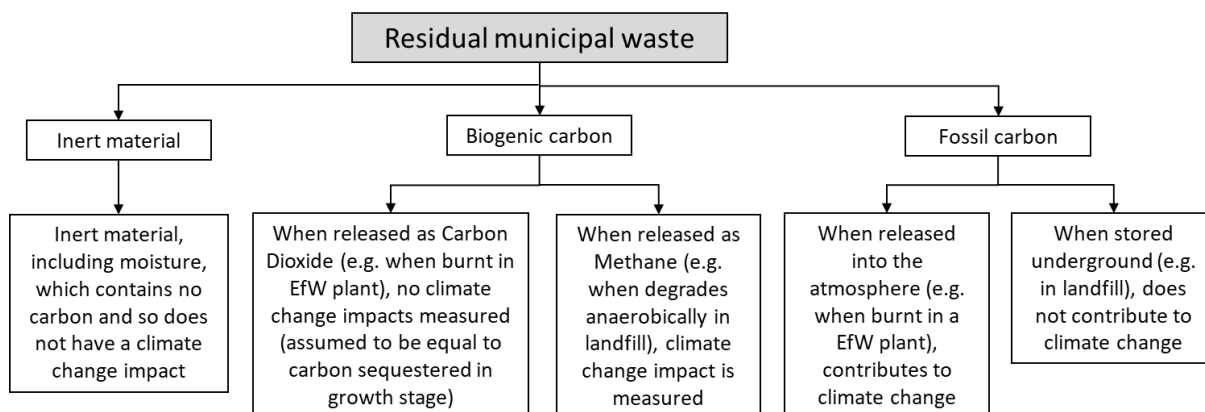 Residual municipal waste
Inert material
Biogenic carbon
Fossil carbon
Inert material,
including moisture,
which contains no
carbon and so does
not have a climate
change impact
When released as Carbon
Dioxide (e.g. when burnt in
EfW plant), no climate
change impacts measured
(assumed to be equal to
carbon sequestered in
growth stage)
When released as
Methane (e.g.
when degrades
anaerobically in
landfill), climate
change impact is
measured
When released
into the
atmosphere (e.g.
when burnt in a
EfW plant),
contributes to
climate change
When stored
underground (e.g.
in landfill), does
not contribute to
climate change